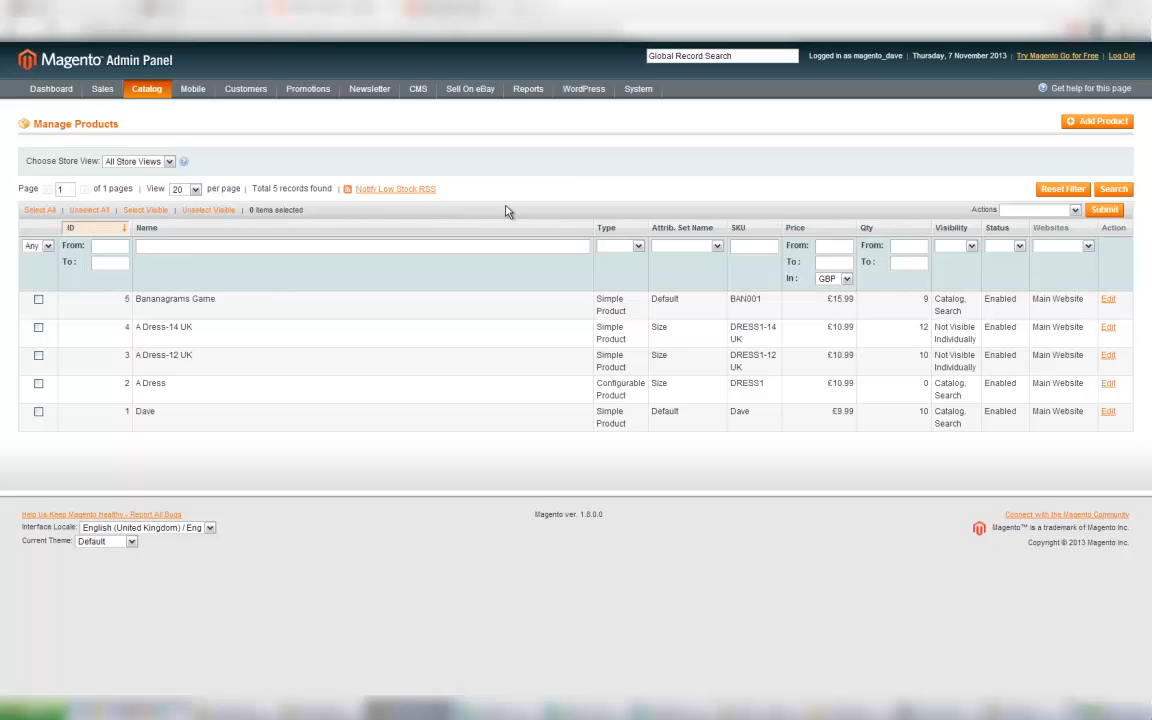 Magento Admin Panel
Global Record Search
Logged in as magento_dave | Thursday, 7 November 2013 | Try Magento Go for Free | Log Out
Dashboard Sales Catalog Mobile Customers Promotions Newsletter CMS Sell On eBay Reports WordPress System
Get help for this page
Manage Products
Add Product
Choose Store View: All Store Views
Page 1 of 1 pages | View 20 per page | Total 5 records found | Notify Low Stock RSS
Reset Filter Search
Select All | Unselect All | Select Visible | Unselect Visible | 0 items selected
Actions Submit
ID Name Type Attrib. Set Name SKU Price Qty Visibility Status Websites Action
Any From: From: From:
To : To : To :
In : GBP
5 Bananagrams Game Simple Product Default BAN001 £15.99 9 Catalog, Search Enabled Main Website Edit
4 A Dress-14 UK Simple Product Size DRESS1-14 UK £10.99 12 Not Visible Individually Enabled Main Website Edit
3 A Dress-12 UK Simple Product Size DRESS1-12 UK £10.99 10 Not Visible Individually Enabled Main Website Edit
2 A Dress Configurable Product Size DRESS1 £10.99 0 Catalog, Search Enabled Main Website Edit
1 Dave Simple Product Default Dave £9.99 10 Catalog, Search Enabled Main Website Edit
Help Us Keep Magento Healthy - Report All Bugs
Interface Locale: English (United Kingdom) / Eng
Current Theme: Default
Magento ver. 1.8.0.0
Connect with the Magento Community
Magento™ is a trademark of Magento Inc.
Copyright © 2013 Magento Inc.